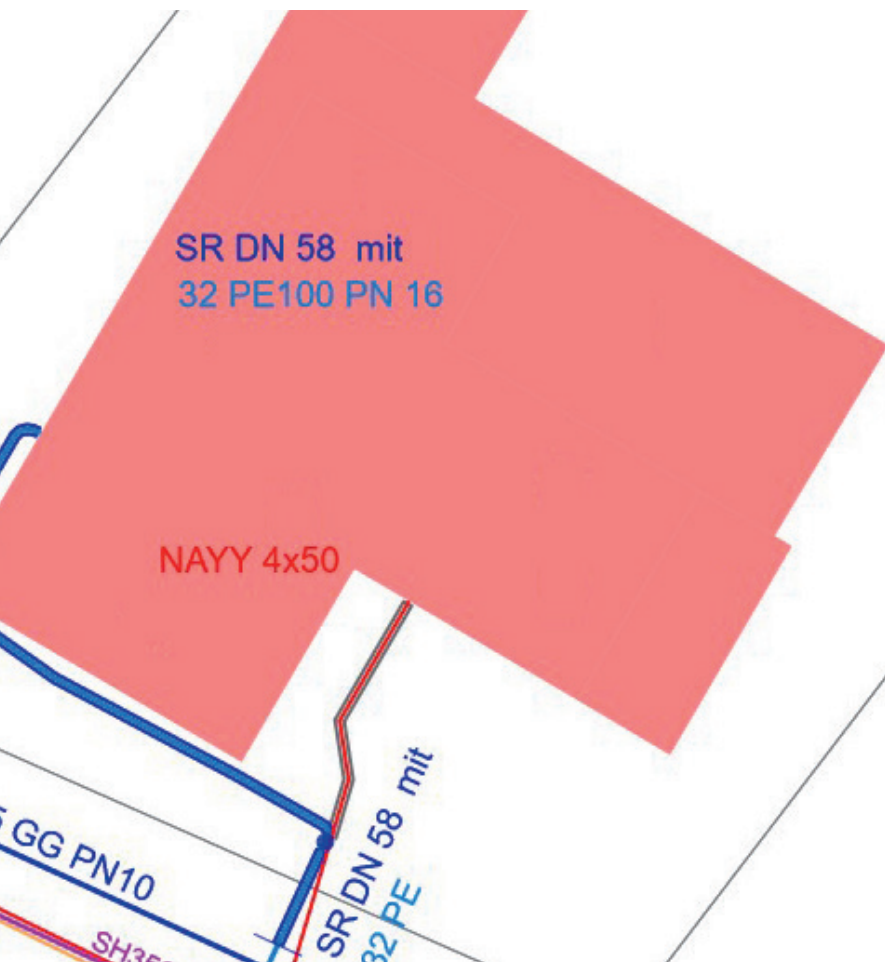 SR DN 58 mit
32 PE100 PN 16
NAYY 4x50
SR DN 58 mit
32 PE
GG PN10